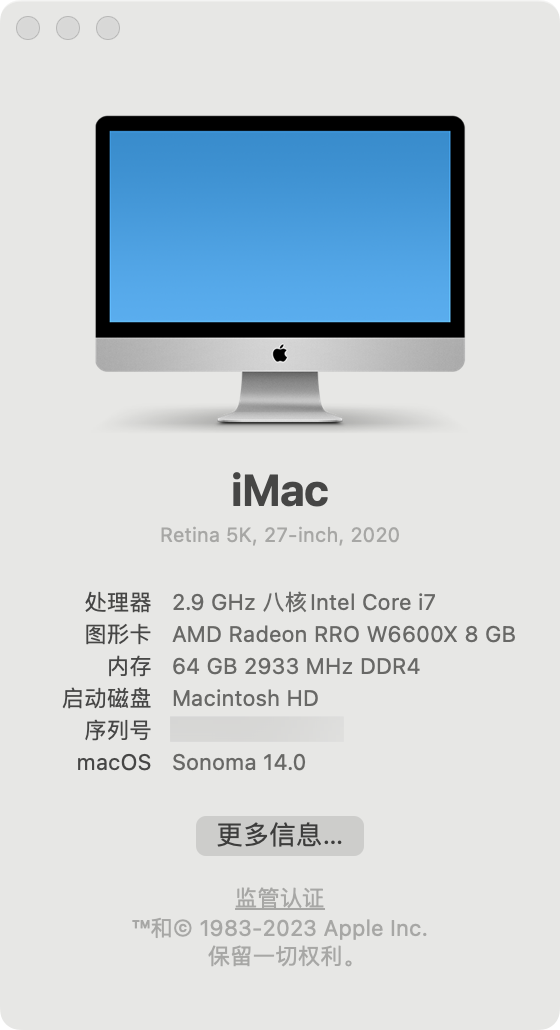 iMac
Retina 5K, 27-inch, 2020
处理器 2.9 GHz 八核Intel Core i7
图形卡 AMD Radeon RRO W6600X 8 GB
内存 64 GB 2933 MHz DDR4
启动磁盘 Macintosh HD
序列号
macOS Sonoma 14.0
更多信息...
监管认证
™和© 1983-2023 Apple Inc.
保留一切权利。